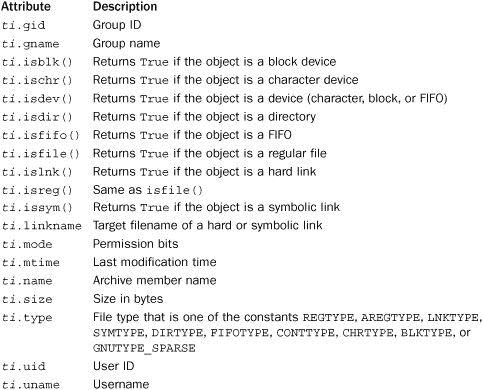 Attribute Description
ti.gid Group ID
ti.gname Group name
ti.isblk() Returns True if the object is a block device
ti.ischr() Returns True if the object is a character device
ti.isdev() Returns True if the object is a device (character, block, or FIFO)
ti.isdir() Returns True if the object is a directory
ti.isfifo() Returns True if the object is a FIFO
ti.isfile() Returns True if the object is a regular file
ti.islnk() Returns True if the object is a hard link
ti.isreg() Same as isfile()
ti.issym() Returns True if the object is a symbolic link
ti.linkname Target filename of a hard or symbolic link
ti.mode Permission bits
ti.mtime Last modification time
ti.name Archive member name
ti.size Size in bytes
ti.type File type that is one of the constants REGTYPE, AREGTYPE, LNKTYPE,
SYMTYPE, DIRTYPE, FIFOTYPE, CONTTYPE, CHRTYPE, BLKTYPE, or
GNUTYPE_SPARSE
ti.uid User ID
ti.uname Username